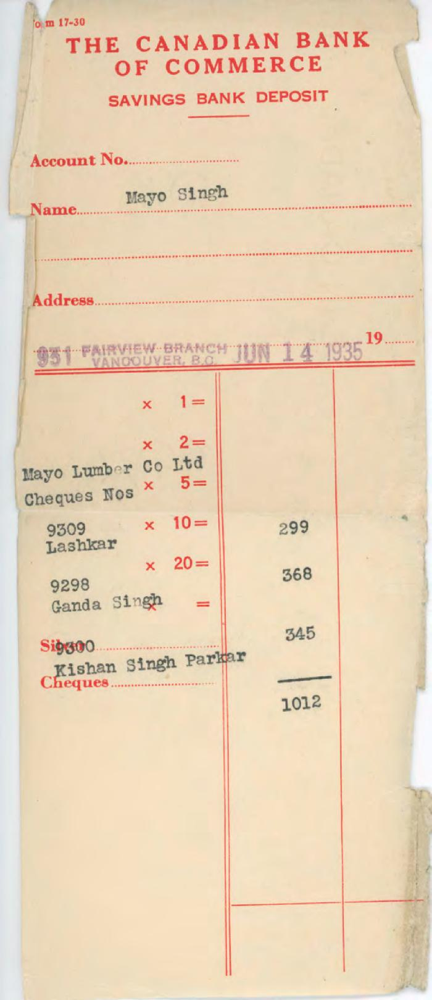 Form 17-30
THE CANADIAN BANK
OF COMMERCE
SAVINGS BANK DEPOSIT
Account No.
Mayo Singh
Name
Address
19
931 FAIRVIEW BRANCH JUN 14 1935
VANCOUVER, B.C.
x 1=
x 2=
Mayo Lumber Co Ltd
x 5=
Cheques Nos
9309 x 10= 299
Lashkar
x 20=
9298 368
Ganda Singh
x =
345
Silver
9300
Kishan Singh Parkar
Cheques
1012